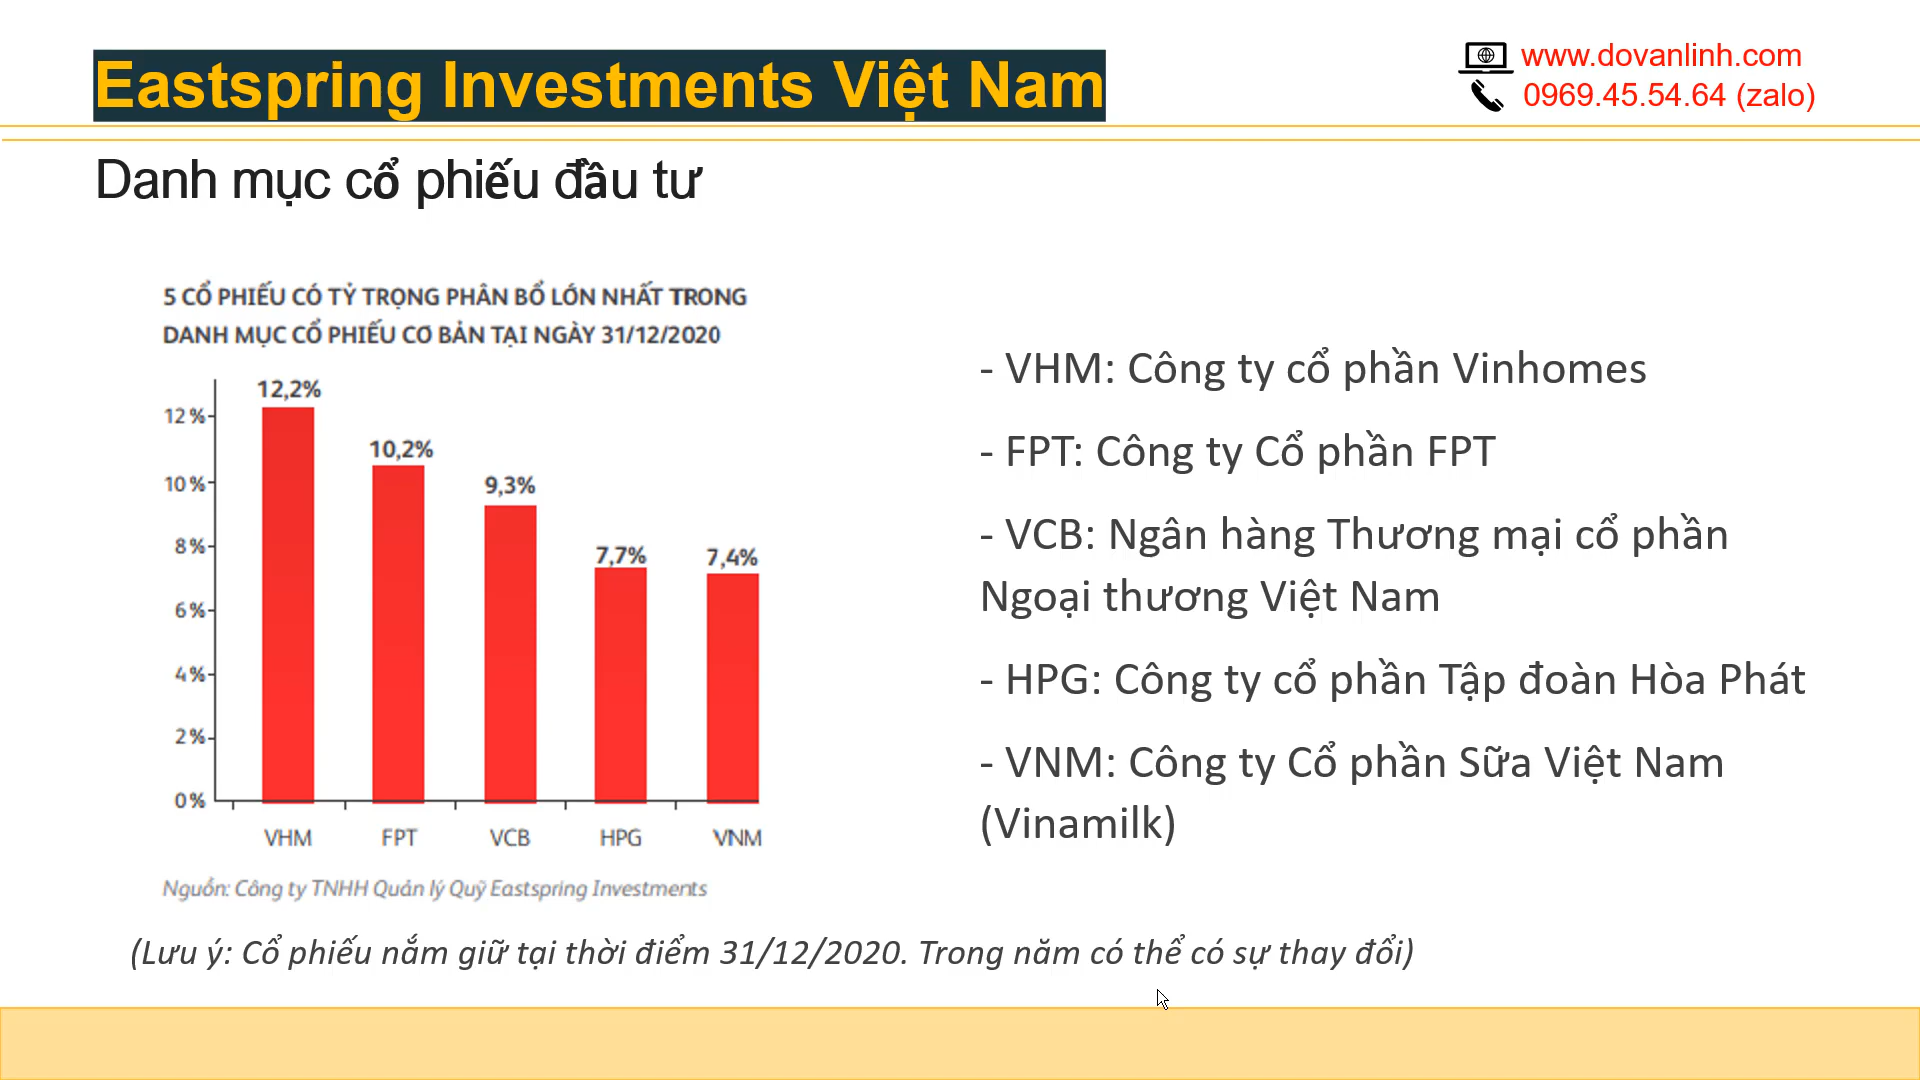 Eastspring Investments Việt Nam
www.dovanlinh.com
0969.45.54.64 (zalo)
Danh mục cổ phiếu đầu tư
5 CỔ PHIẾU CÓ TỶ TRỌNG PHÂN BỔ LỚN NHẤT TRONG
DANH MỤC CỔ PHIẾU CƠ BẢN TẠI NGÀY 31/12/2020
12,2%
10,2%
9,3%
7,7%
7,4%
12%
10%
8%
6%
4%
2%
0%
VHM
FPT
VCB
HPG
VNM
Nguồn: Công ty TNHH Quản lý Quỹ Eastspring Investments
- VHM: Công ty cổ phần Vinhomes
- FPT: Công ty Cổ phần FPT
- VCB: Ngân hàng Thương mại cổ phần
Ngoại thương Việt Nam
- HPG: Công ty cổ phần Tập đoàn Hòa Phát
- VNM: Công ty Cổ phần Sữa Việt Nam
(Vinamilk)
(Lưu ý: Cổ phiếu nắm giữ tại thời điểm 31/12/2020. Trong năm có thể có sự thay đổi)